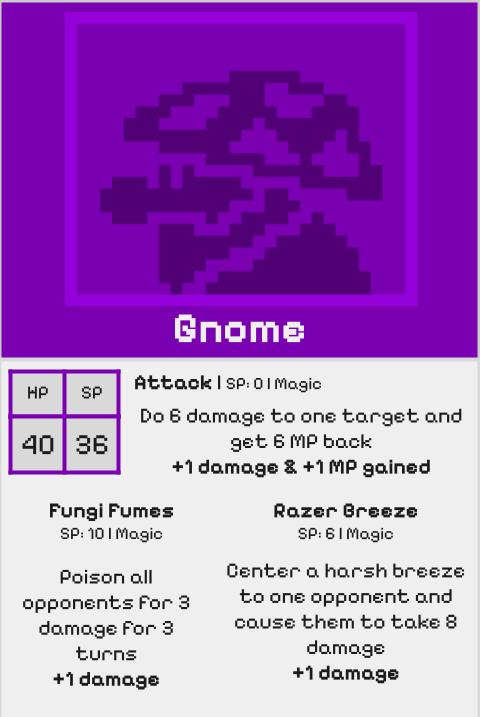 Gnome
HP SP
40 36
Attack | SP: 0 | Magic
Do 6 damage to one target and
get 6 MP back
+1 damage & +1 MP gained
Fungi Fumes
SP: 10 | Magic
Poison all
opponents for 3
damage for 3
turns
+1 damage
Razer Breeze
SP: 6 | Magic
Center a harsh breeze
to one opponent and
cause them to take 8
damage
+1 damage